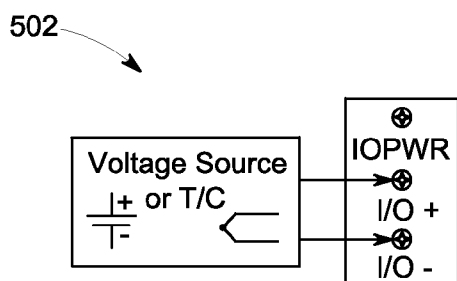 502
IOPWR
Voltage Source
or T/C
+
-
I/O +
I/O -